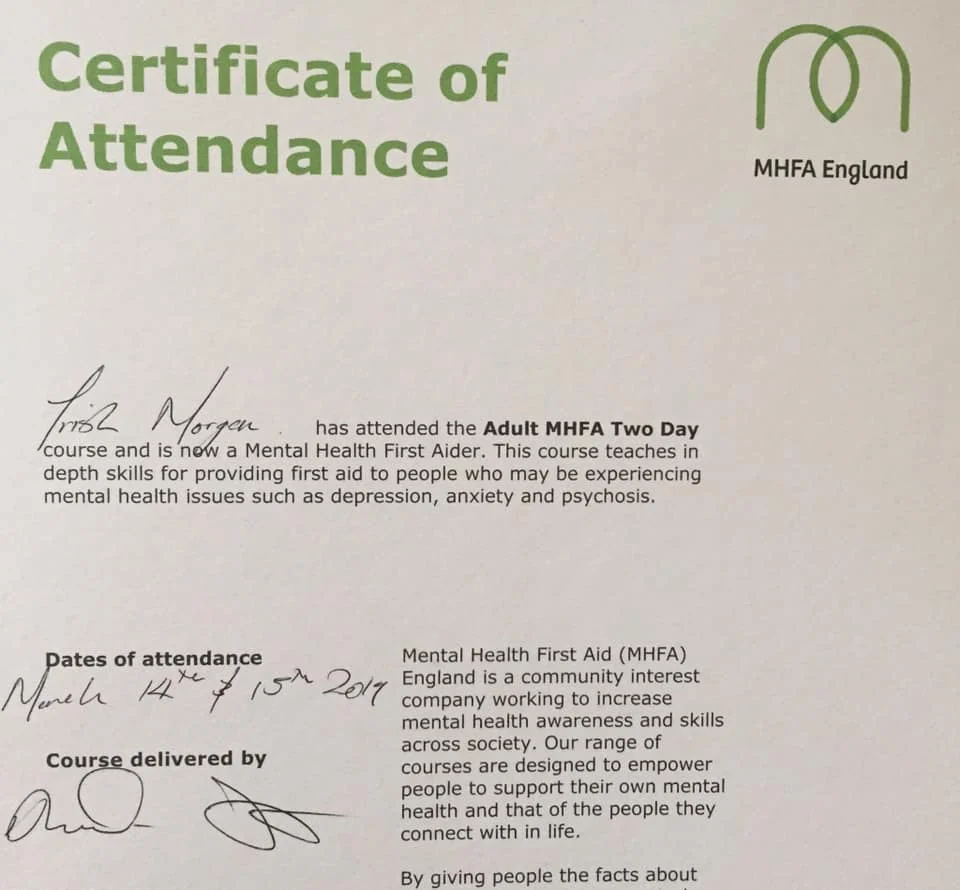 Certificate of
Attendance
MHFA England
Trish Morgan . has attended the Adult MHFA Two Day
course and is now a Mental Health First Aider. This course teaches in
depth skills for providing first aid to people who may be experiencing
mental health issues such as depression, anxiety and psychosis.
Dates of attendance
March 14th & 15th 2019
Course delivered by
Mental Health First Aid (MHFA)
England is a community interest
company working to increase
mental health awareness and skills
across society. Our range of
courses are designed to empower
people to support their own mental
health and that of the people they
connect with in life.
By giving people the facts about